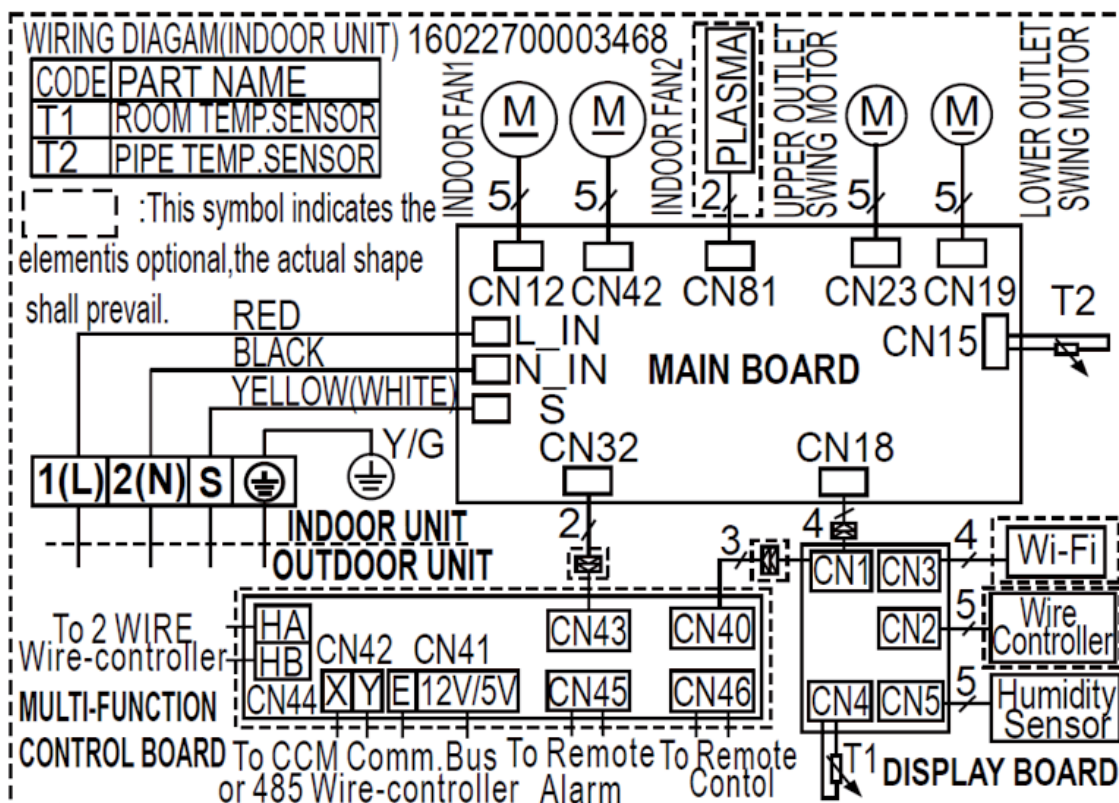 WIRING DIAGAM(INDOOR UNIT) 16022700003468
CODE PART NAME
T1 ROOM TEMP.SENSOR
T2 PIPE TEMP.SENSOR
:This symbol indicates the
elementis optional,the actual shape
shall prevail.
INDOOR FAN1
M
5
M
5
INDOOR FAN2
PLASMA
2
UPPER OUTLET
SWING MOTOR
M
5
M
5
LOWER OUTLET
SWING MOTOR
CN12 CN42 CN81 CN23 CN19
RED
L_IN
BLACK
N_IN
YELLOW(WHITE)
S
MAIN BOARD
CN15
T2
Y/G
1(L) 2(N) S
CN32
CN18
INDOOR UNIT
OUTDOOR UNIT
2
3
4
4
CN1 CN3
Wi-Fi
CN2
5
Wire
Controller
CN4 CN5
5
Humidity
Sensor
T1
DISPLAY BOARD
To 2 WIRE
Wire-controller
HA
HB
CN44
CN42
X Y
CN41
E 12V/5V
CN43
CN40
CN45
CN46
MULTI-FUNCTION
CONTROL BOARD
To CCM Comm.Bus
or 485 Wire-controller
To Remote
Alarm
To Remote
Contol